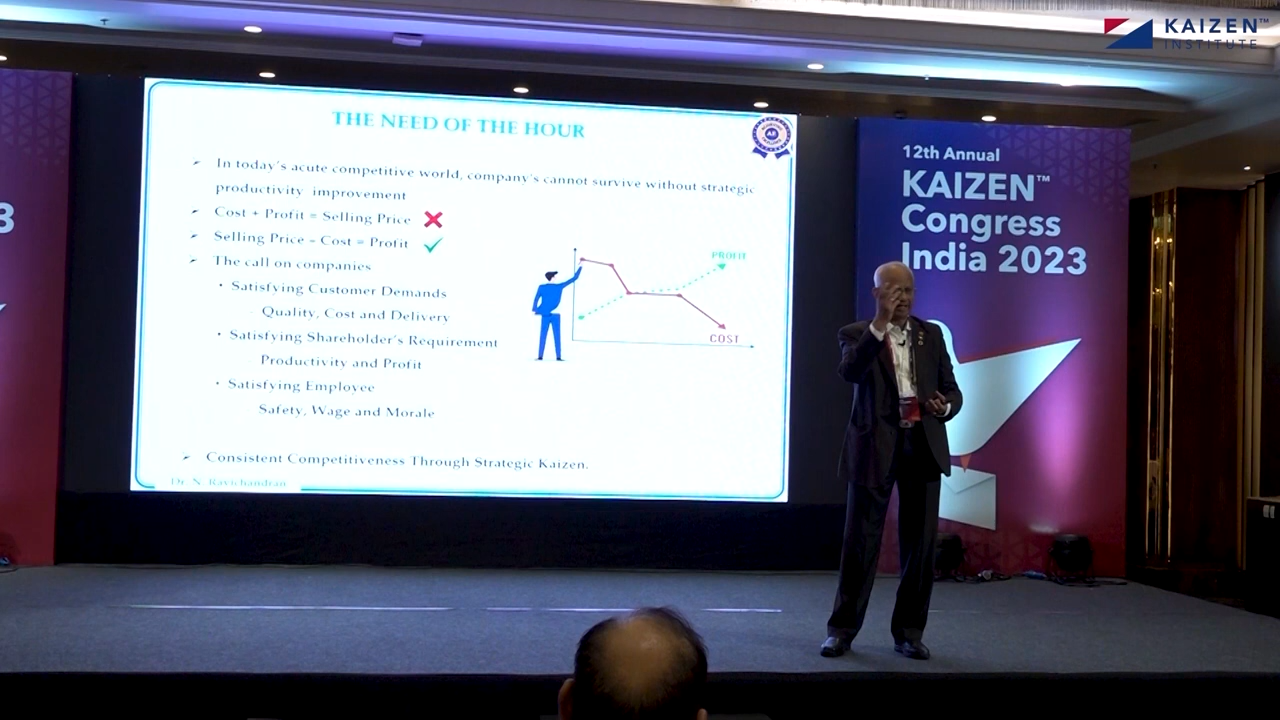 KAIZEN™
INSTITUTE
THE NEED OF THE HOUR
In today's acute competitive world, company's cannot survive without strategic
productivity improvement
Cost + Profit = Selling Price
Selling Price – Cost = Profit
The call on companies
• Satisfying Customer Demands
Quality, Cost and Delivery
• Satisfying Shareholder's Requirement
Productivity and Profit
• Satisfying Employee
Safety, Wage and Morale
Consistent Competitiveness Through Strategic Kaizen.
Dr. N. Ravichandran
PROFIT
COST
3
12th Annual
KAIZEN™
Congress
India 2023